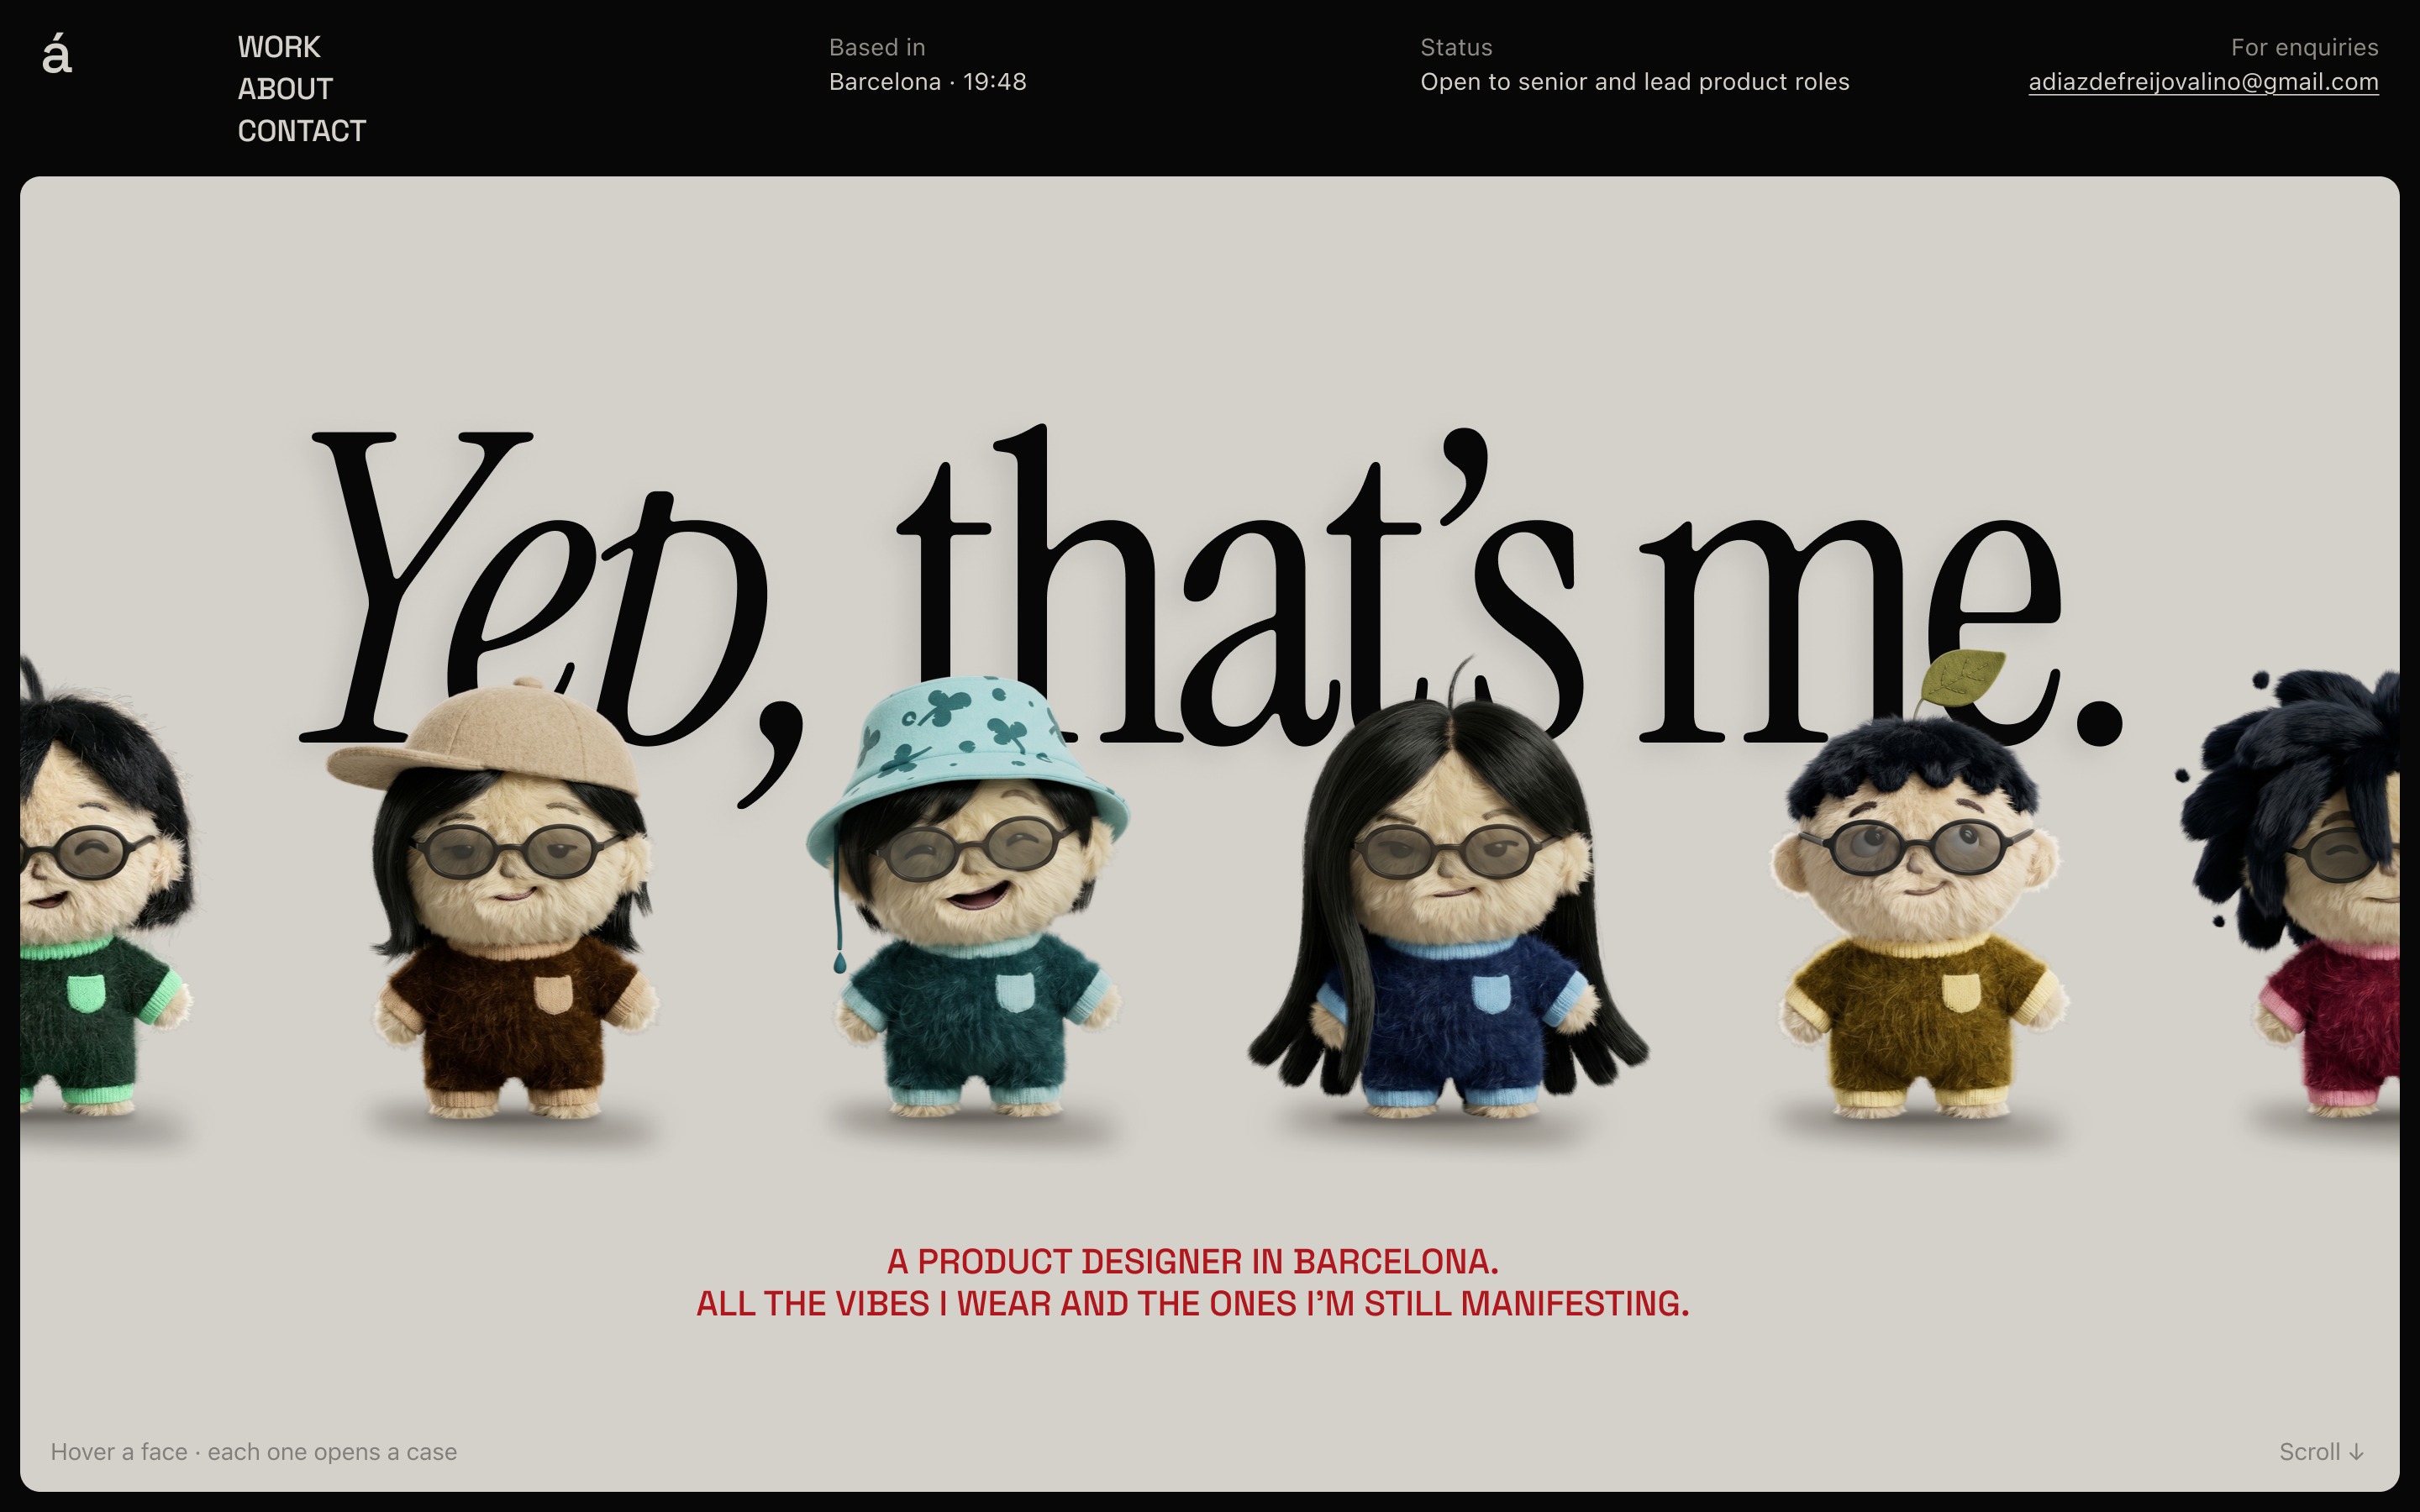 á
WORK
ABOUT
CONTACT
Based in
Barcelona · 19:48
Status
Open to senior and lead product roles
For enquiries
adiazdefreijovalino@gmail.com
Yep, that’s me.
A PRODUCT DESIGNER IN BARCELONA.
ALL THE VIBES I WEAR AND THE ONES I’M STILL MANIFESTING.
Hover a face · each one opens a case
Scroll ↓